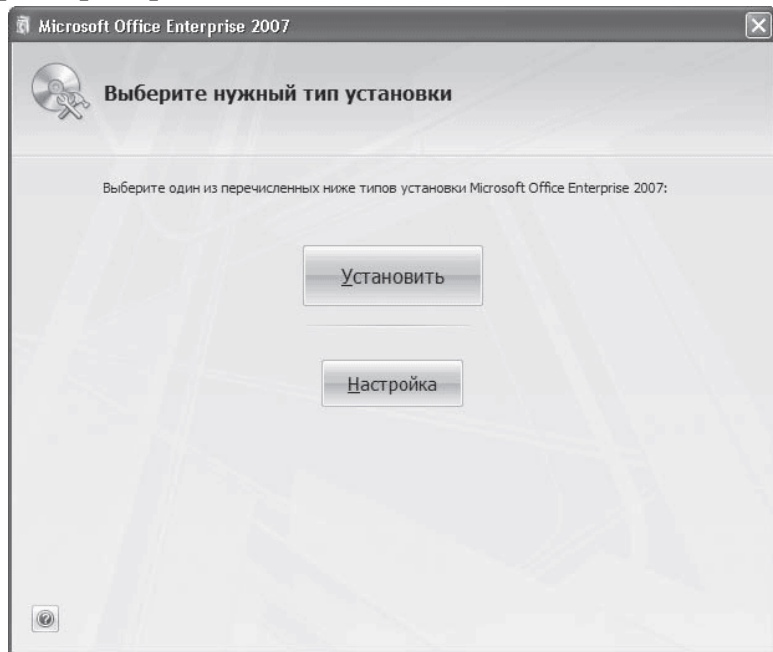 Microsoft Office Enterprise 2007
Выберите нужный тип установки
Выберите один из перечисленных ниже типов установки Microsoft Office Enterprise 2007:
Установить
Настройка